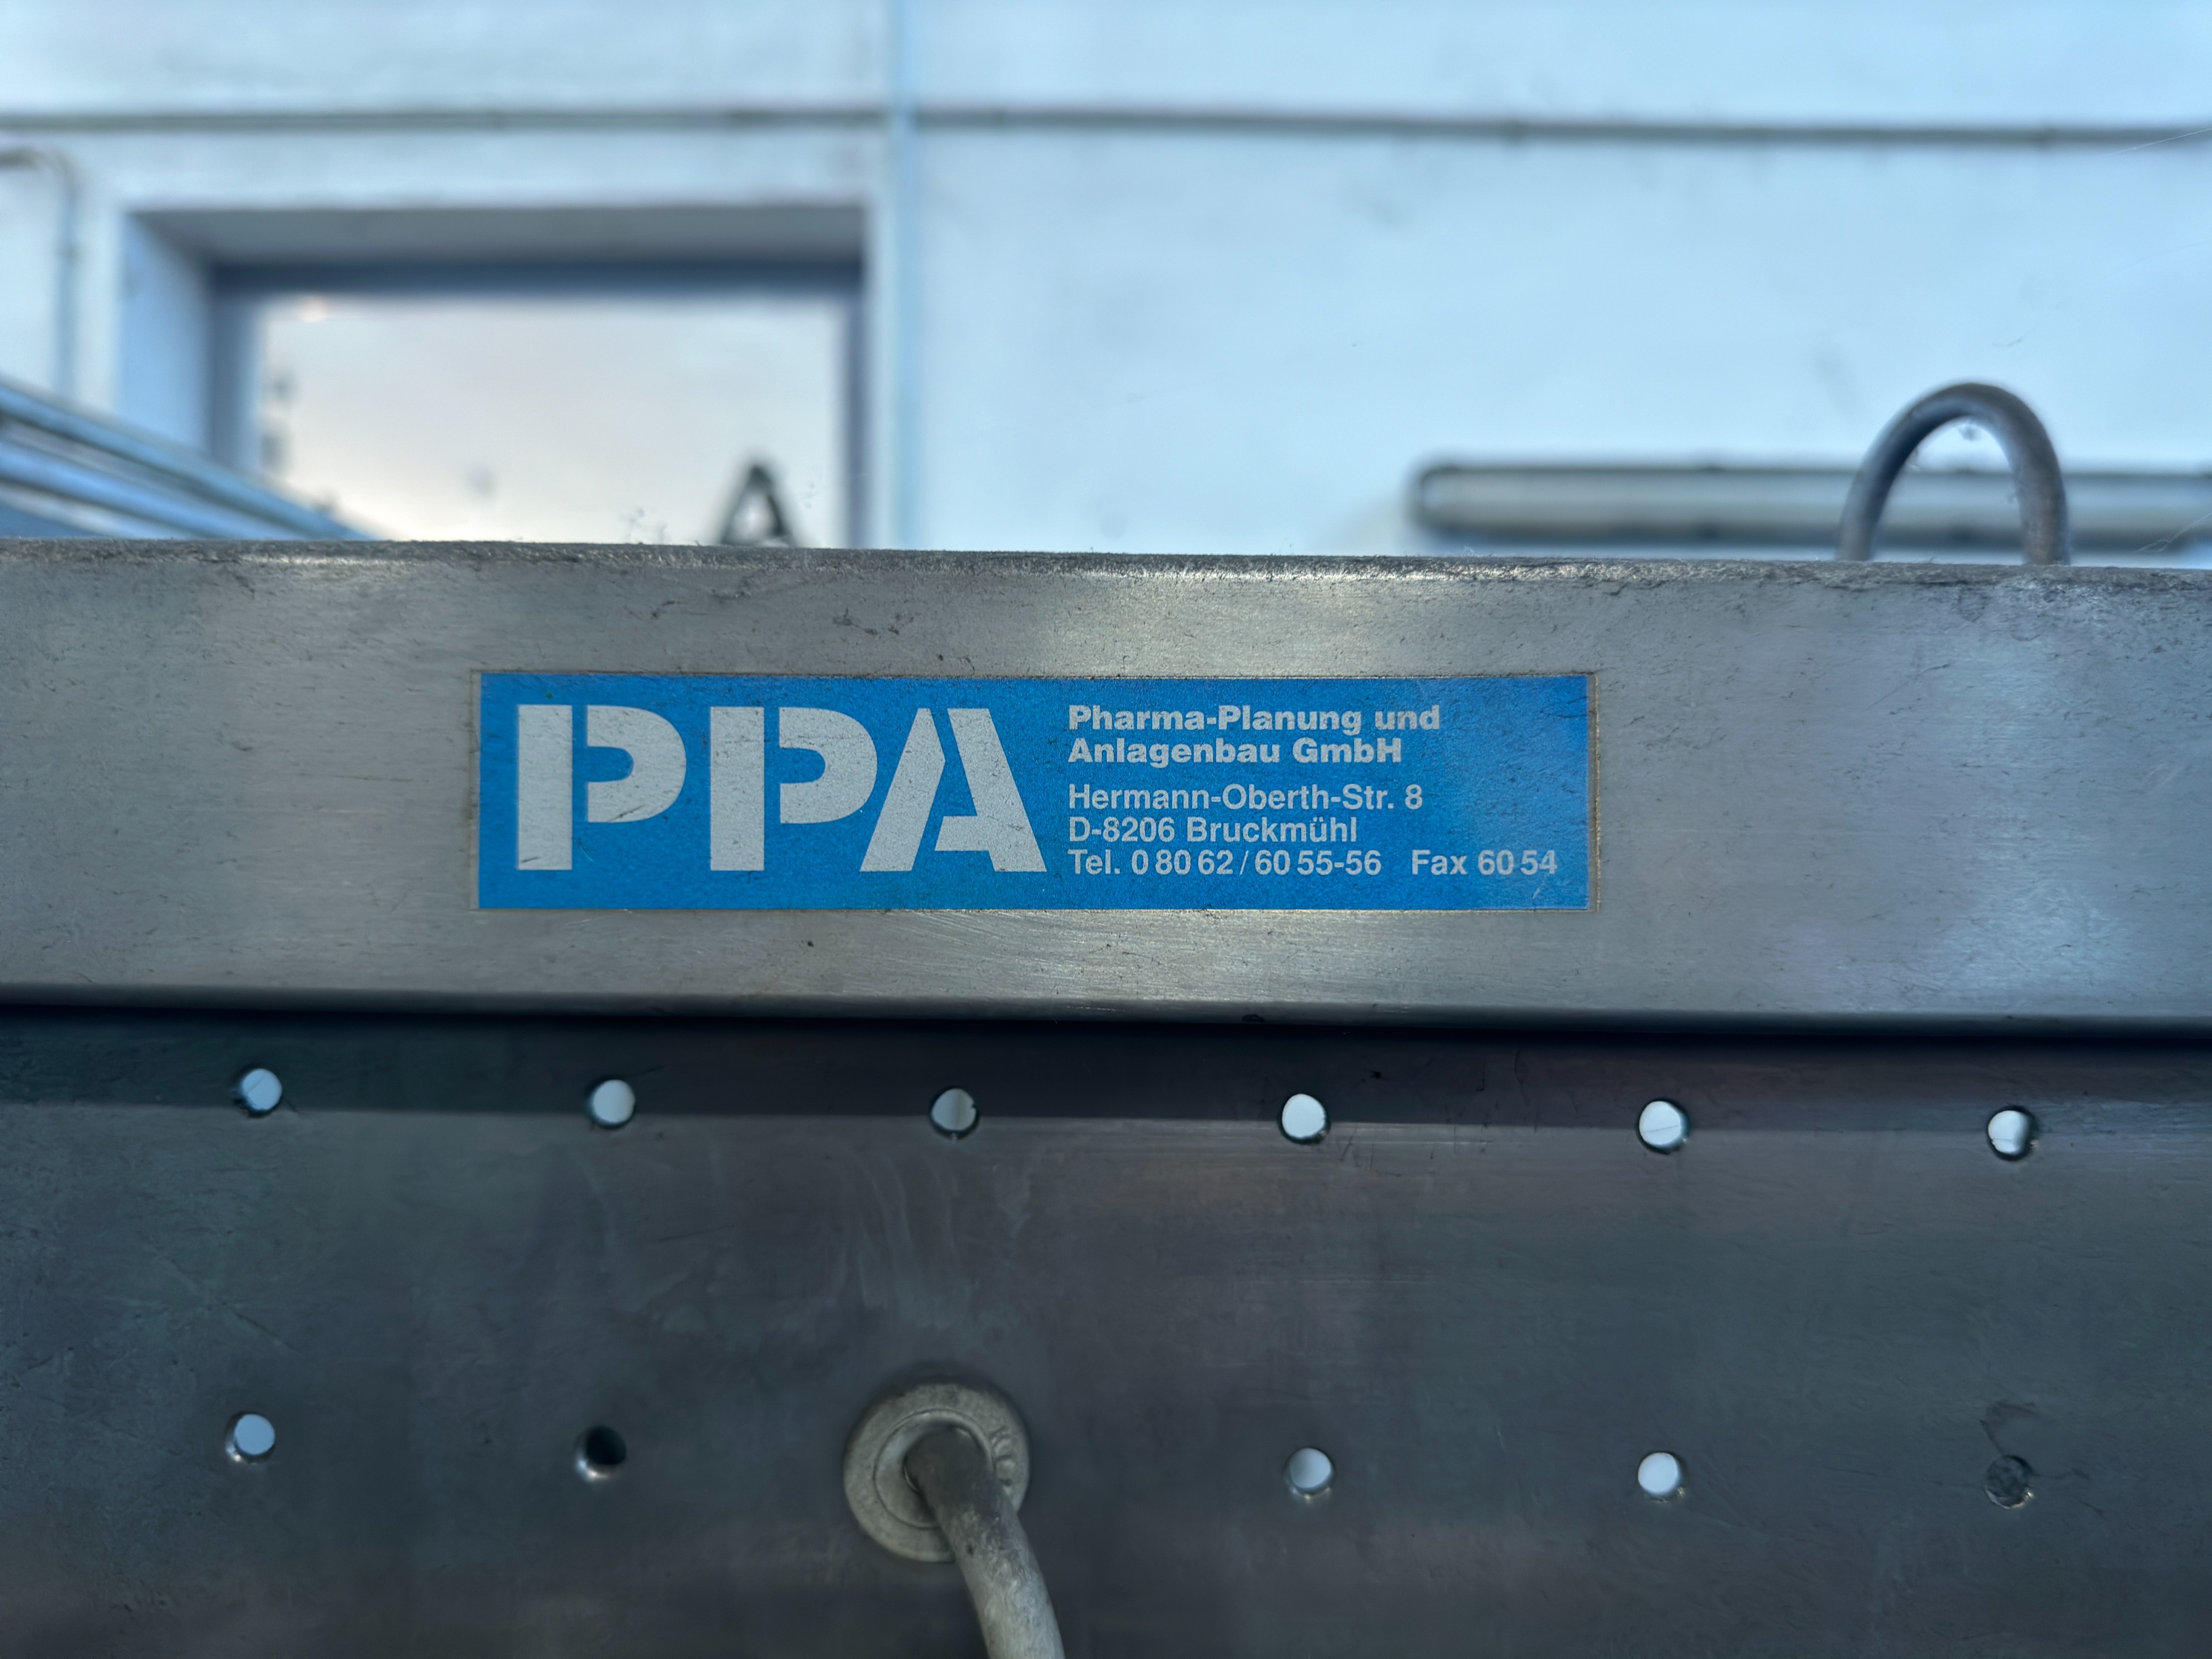 PPA
Pharma-Planung und
Anlagenbau GmbH
Hermann-Oberth-Str. 8
D-8206 Bruckmühl
Tel. 0 80 62 / 60 55-56 Fax 60 54